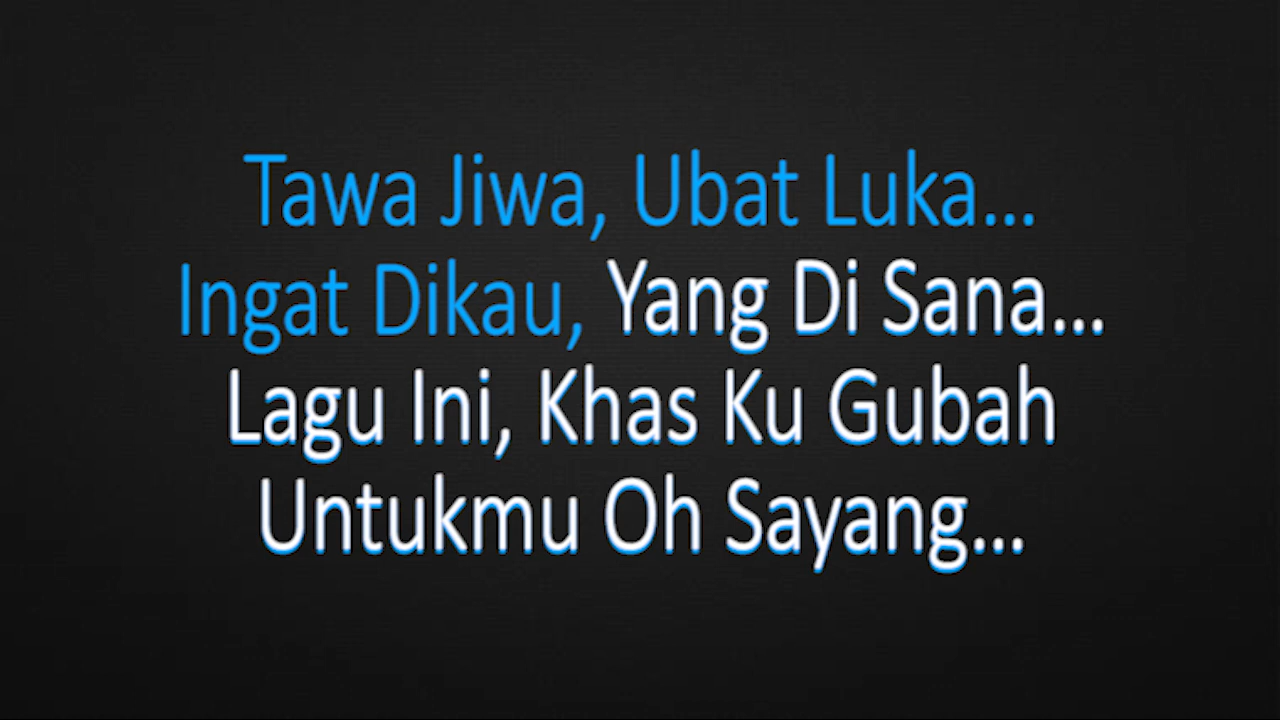 Tawa Jiwa, Ubat Luka...
Ingat Dikau, Yang Di Sana...
Lagu Ini, Khas Ku Gubah
Untukmu Oh Sayang...